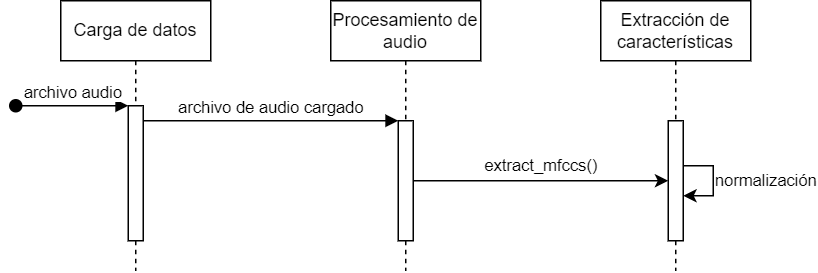 Carga de datos
Procesamiento de
audio
Extracción de
características
archivo audio
archivo de audio cargado
extract_mfccs()
normalización